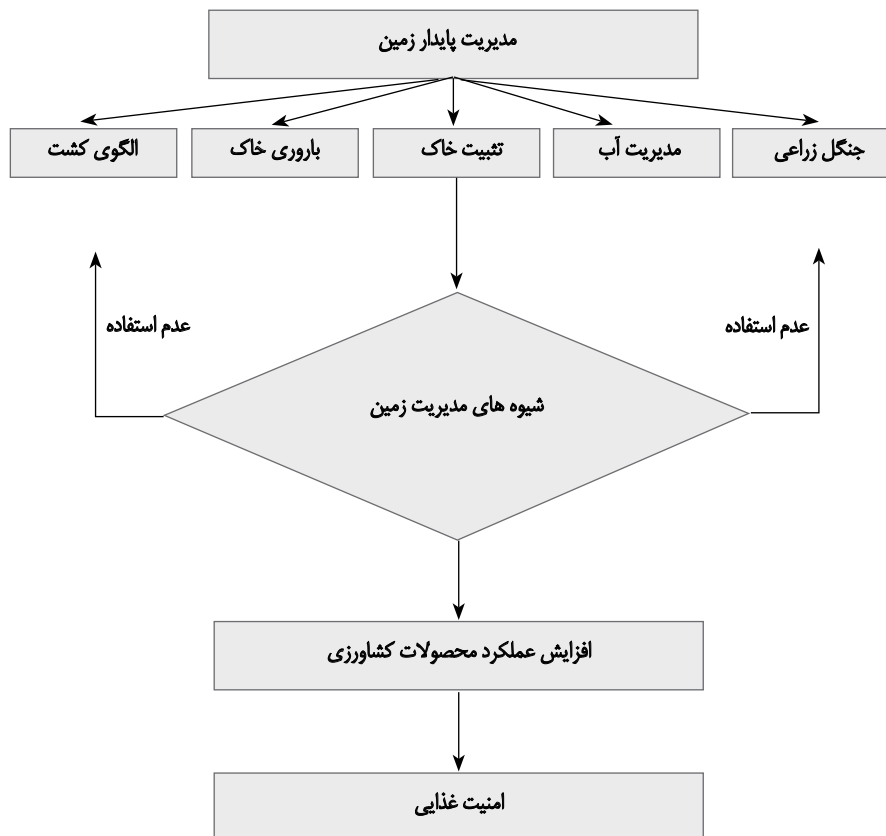 مدیریت پایدار زمین
جنگل زراعی
مدیریت آب
تثبیت خاک
باروری خاک
الگوی کشت
عدم استفاده
عدم استفاده
شیوه های مدیریت زمین
افزایش عملکرد محصولات کشاورزی
امنیت غذایی